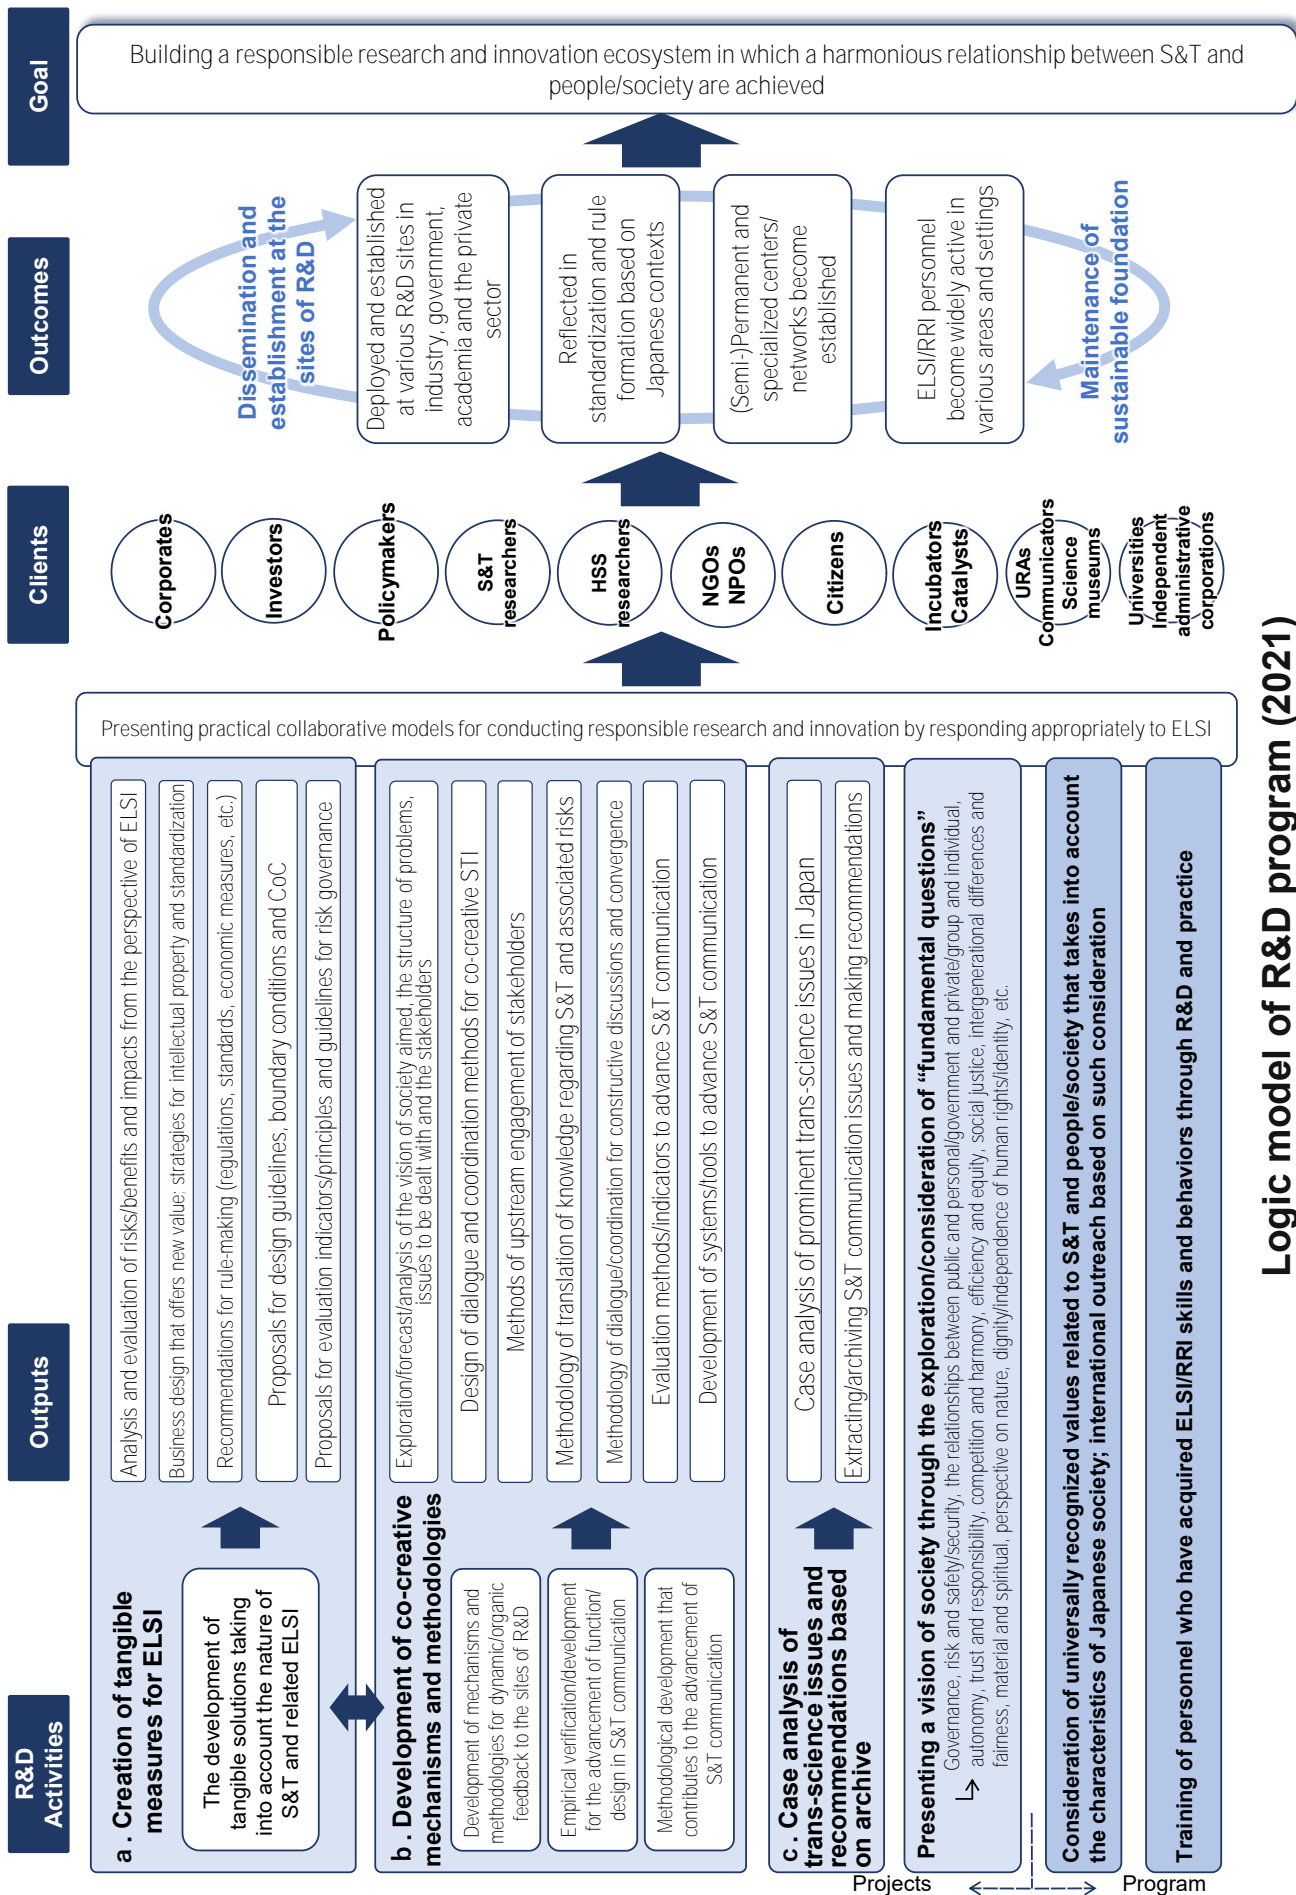 R&D
Activities
Outputs
Clients
Outcomes
Goal
a . Creation of tangible
measures for ELSI
The development of
tangible solutions taking
into account the nature of
S&T and related ELSI
Analysis and evaluation of risks/benefits and impacts from the perspective of ELSI
Business design that offers new value: strategies for intellectual property and standardization
Recommendations for rule-making (regulations, standards, economic measures, etc.)
Proposals for design guidelines, boundary conditions and CoC
Proposals for evaluation indicators/principles and guidelines for risk governance
b . Development of co-creative
mechanisms and methodologies
Development of mechanisms and
methodologies for dynamic/organic
feedback to the sites of R&D
Empirical verification/development
for the advancement of function/
design in S&T communication
Methodological development that
contributes to the advancement of
S&T communication
Exploration/forecast/analysis of the vision of society aimed, the structure of problems,
issues to be dealt with and the stakeholders
Design of dialogue and coordination methods for co-creative STI
Methods of upstream engagement of stakeholders
Methodology of translation of knowledge regarding S&T and associated risks
Methodology of dialogue/coordination for constructive discussions and convergence
Evaluation methods/indicators to advance S&T communication
Development of systems/tools to advance S&T communication
c . Case analysis of
trans-science issues and
recommendations based
on archive
Case analysis of prominent trans-science issues in Japan
Extracting/archiving S&T communication issues and making recommendations
Presenting a vision of society through the exploration/consideration of “fundamental questions”
Governance, risk and safety/security, the relationships between public and personal/government and private/group and individual,
autonomy, trust and responsibility, competition and harmony, efficiency and equity, social justice, intergenerational differences and
fairness, material and spiritual, perspective on nature, dignity/independence of human rights/identity, etc.
Consideration of universally recognized values related to S&T and people/society that takes into account
the characteristics of Japanese society; international outreach based on such consideration
Training of personnel who have acquired ELSI/RRI skills and behaviors through R&D and practice
Projects
Program
Presenting practical collaborative models for conducting responsible research and innovation by responding appropriately to ELSI
Corporates
Investors
Policymakers
S&T
researchers
HSS
researchers
NGOs
NPOs
Citizens
Incubators
Catalysts
URAs
Communicators
Science
museums
Universities
Independent
administrative
corporations
Dissemination and
establishment at the
sites of R&D
Deployed and established
at various R&D sites in
industry, government,
academia and the private
sector
Reflected in
standardization and rule
formation based on
Japanese contexts
(Semi-)Permanent and
specialized centers/
networks become
established
ELSI/RRI personnel
become widely active in
various areas and settings
Maintenance of
sustainable foundation
Building a responsible research and innovation ecosystem in which a harmonious relationship between S&T and
people/society are achieved
Logic model of R&D program (2021)